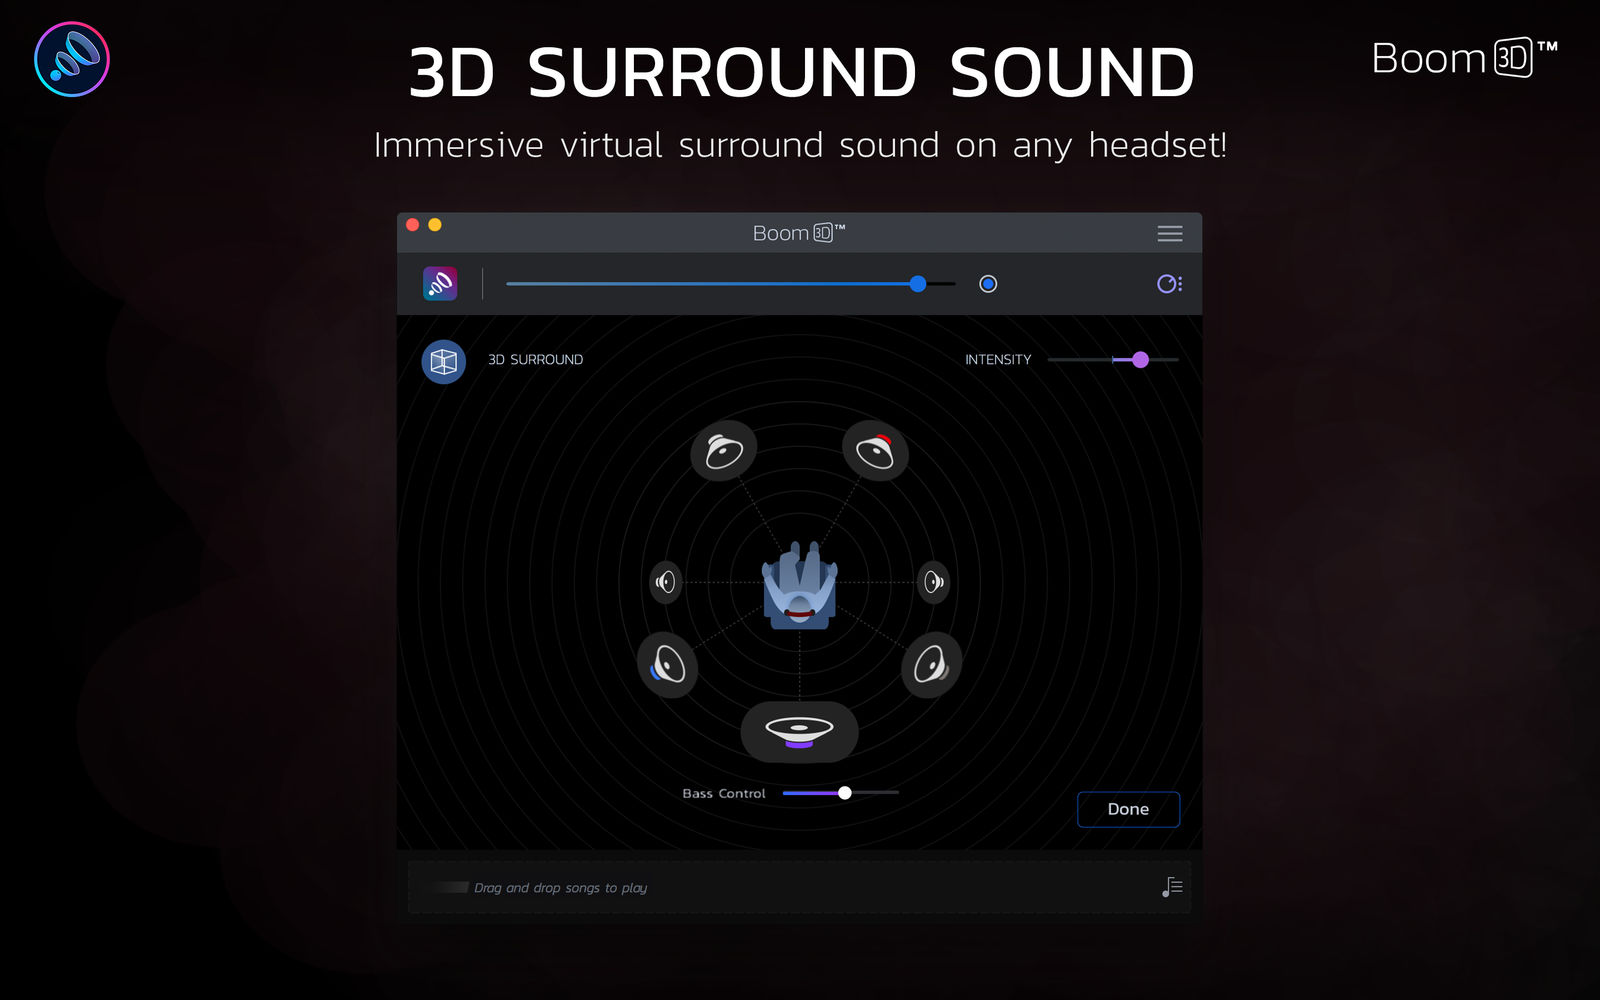 3D SURROUND SOUND
Boom 3D™
Immersive virtual surround sound on any headset!
Boom 3D™
3D SURROUND
INTENSITY
Bass Control
Done
Drag and drop songs to play